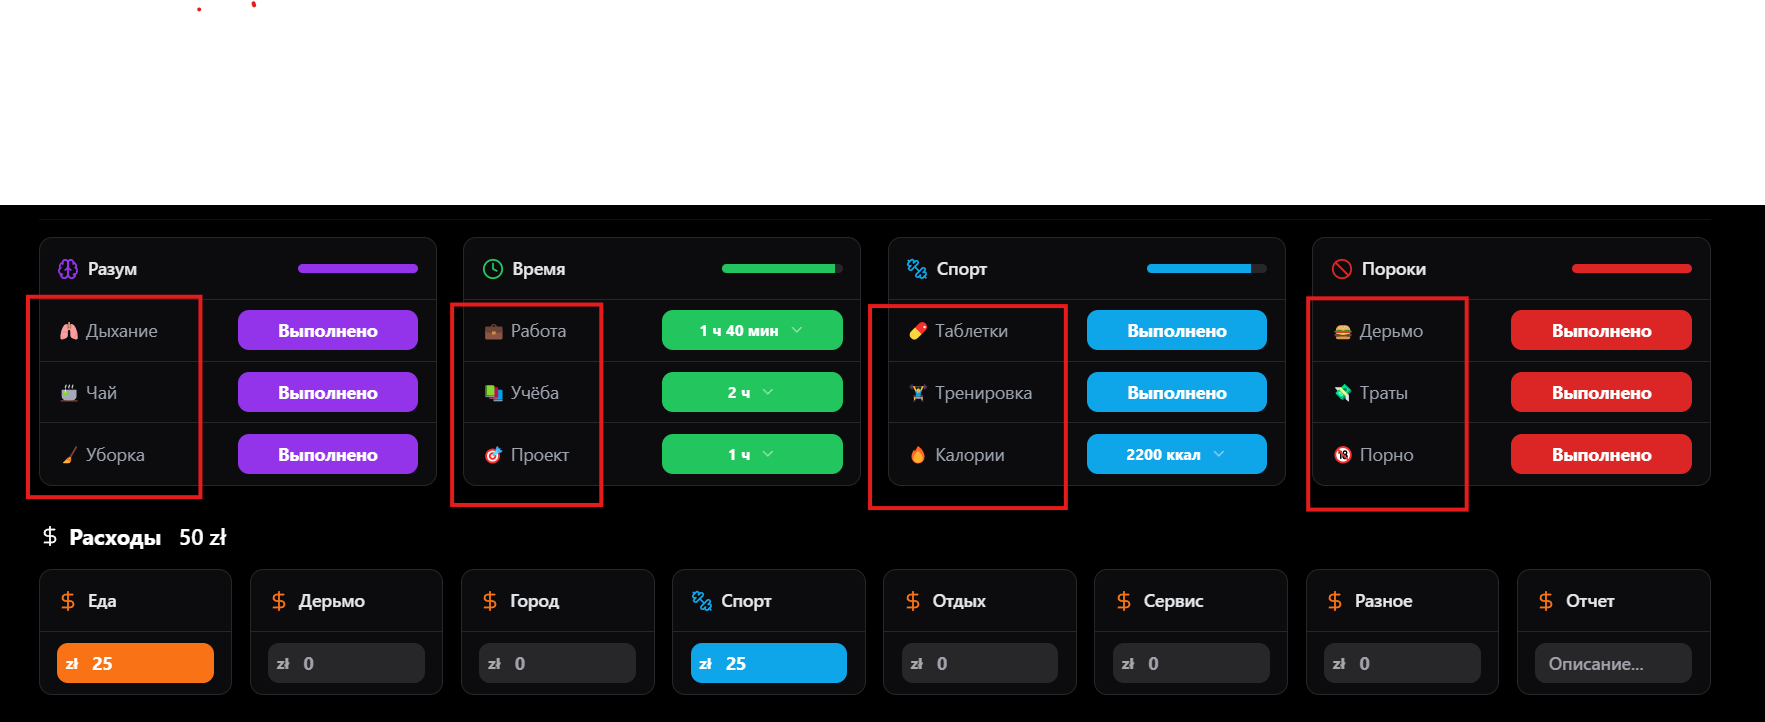 Разум
Дыхание Выполнено
Чай Выполнено
Уборка Выполнено
Время
Работа 1 ч 40 мин
Учёба 2 ч
Проект 1 ч
Спорт
Таблетки Выполнено
Тренировка Выполнено
Калории 2200 ккал
Пороки
Дерьмо Выполнено
Траты Выполнено
18 Порно Выполнено
$ Расходы 50 zł
$ Еда
zł 25
$ Дерьмо
zł 0
$ Город
zł 0
Спорт
zł 25
$ Отдых
zł 0
$ Сервис
zł 0
$ Разное
zł 0
$ Отчет
Описание...